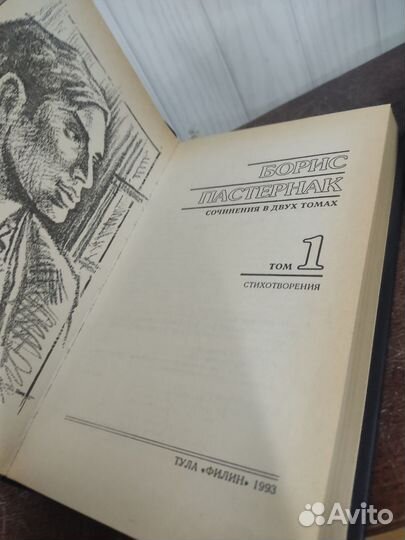 БОРИС
ПАСТЕРНАК
СОЧИНЕНИЯ В ДВУХ ТОМАХ
ТОМ 1
СТИХОТВОРЕНИЯ
ТУЛА «ФИЛИН» 1993
Avito